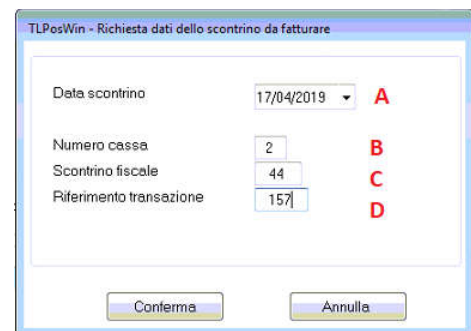 TLPosWin - Richiesta dati dello scontrino da fatturare
Data scontrino 17/04/2019 A
Numero cassa 2 B
Scontrino fiscale 44 C
Riferimento transazione 157 D
Conferma Annulla